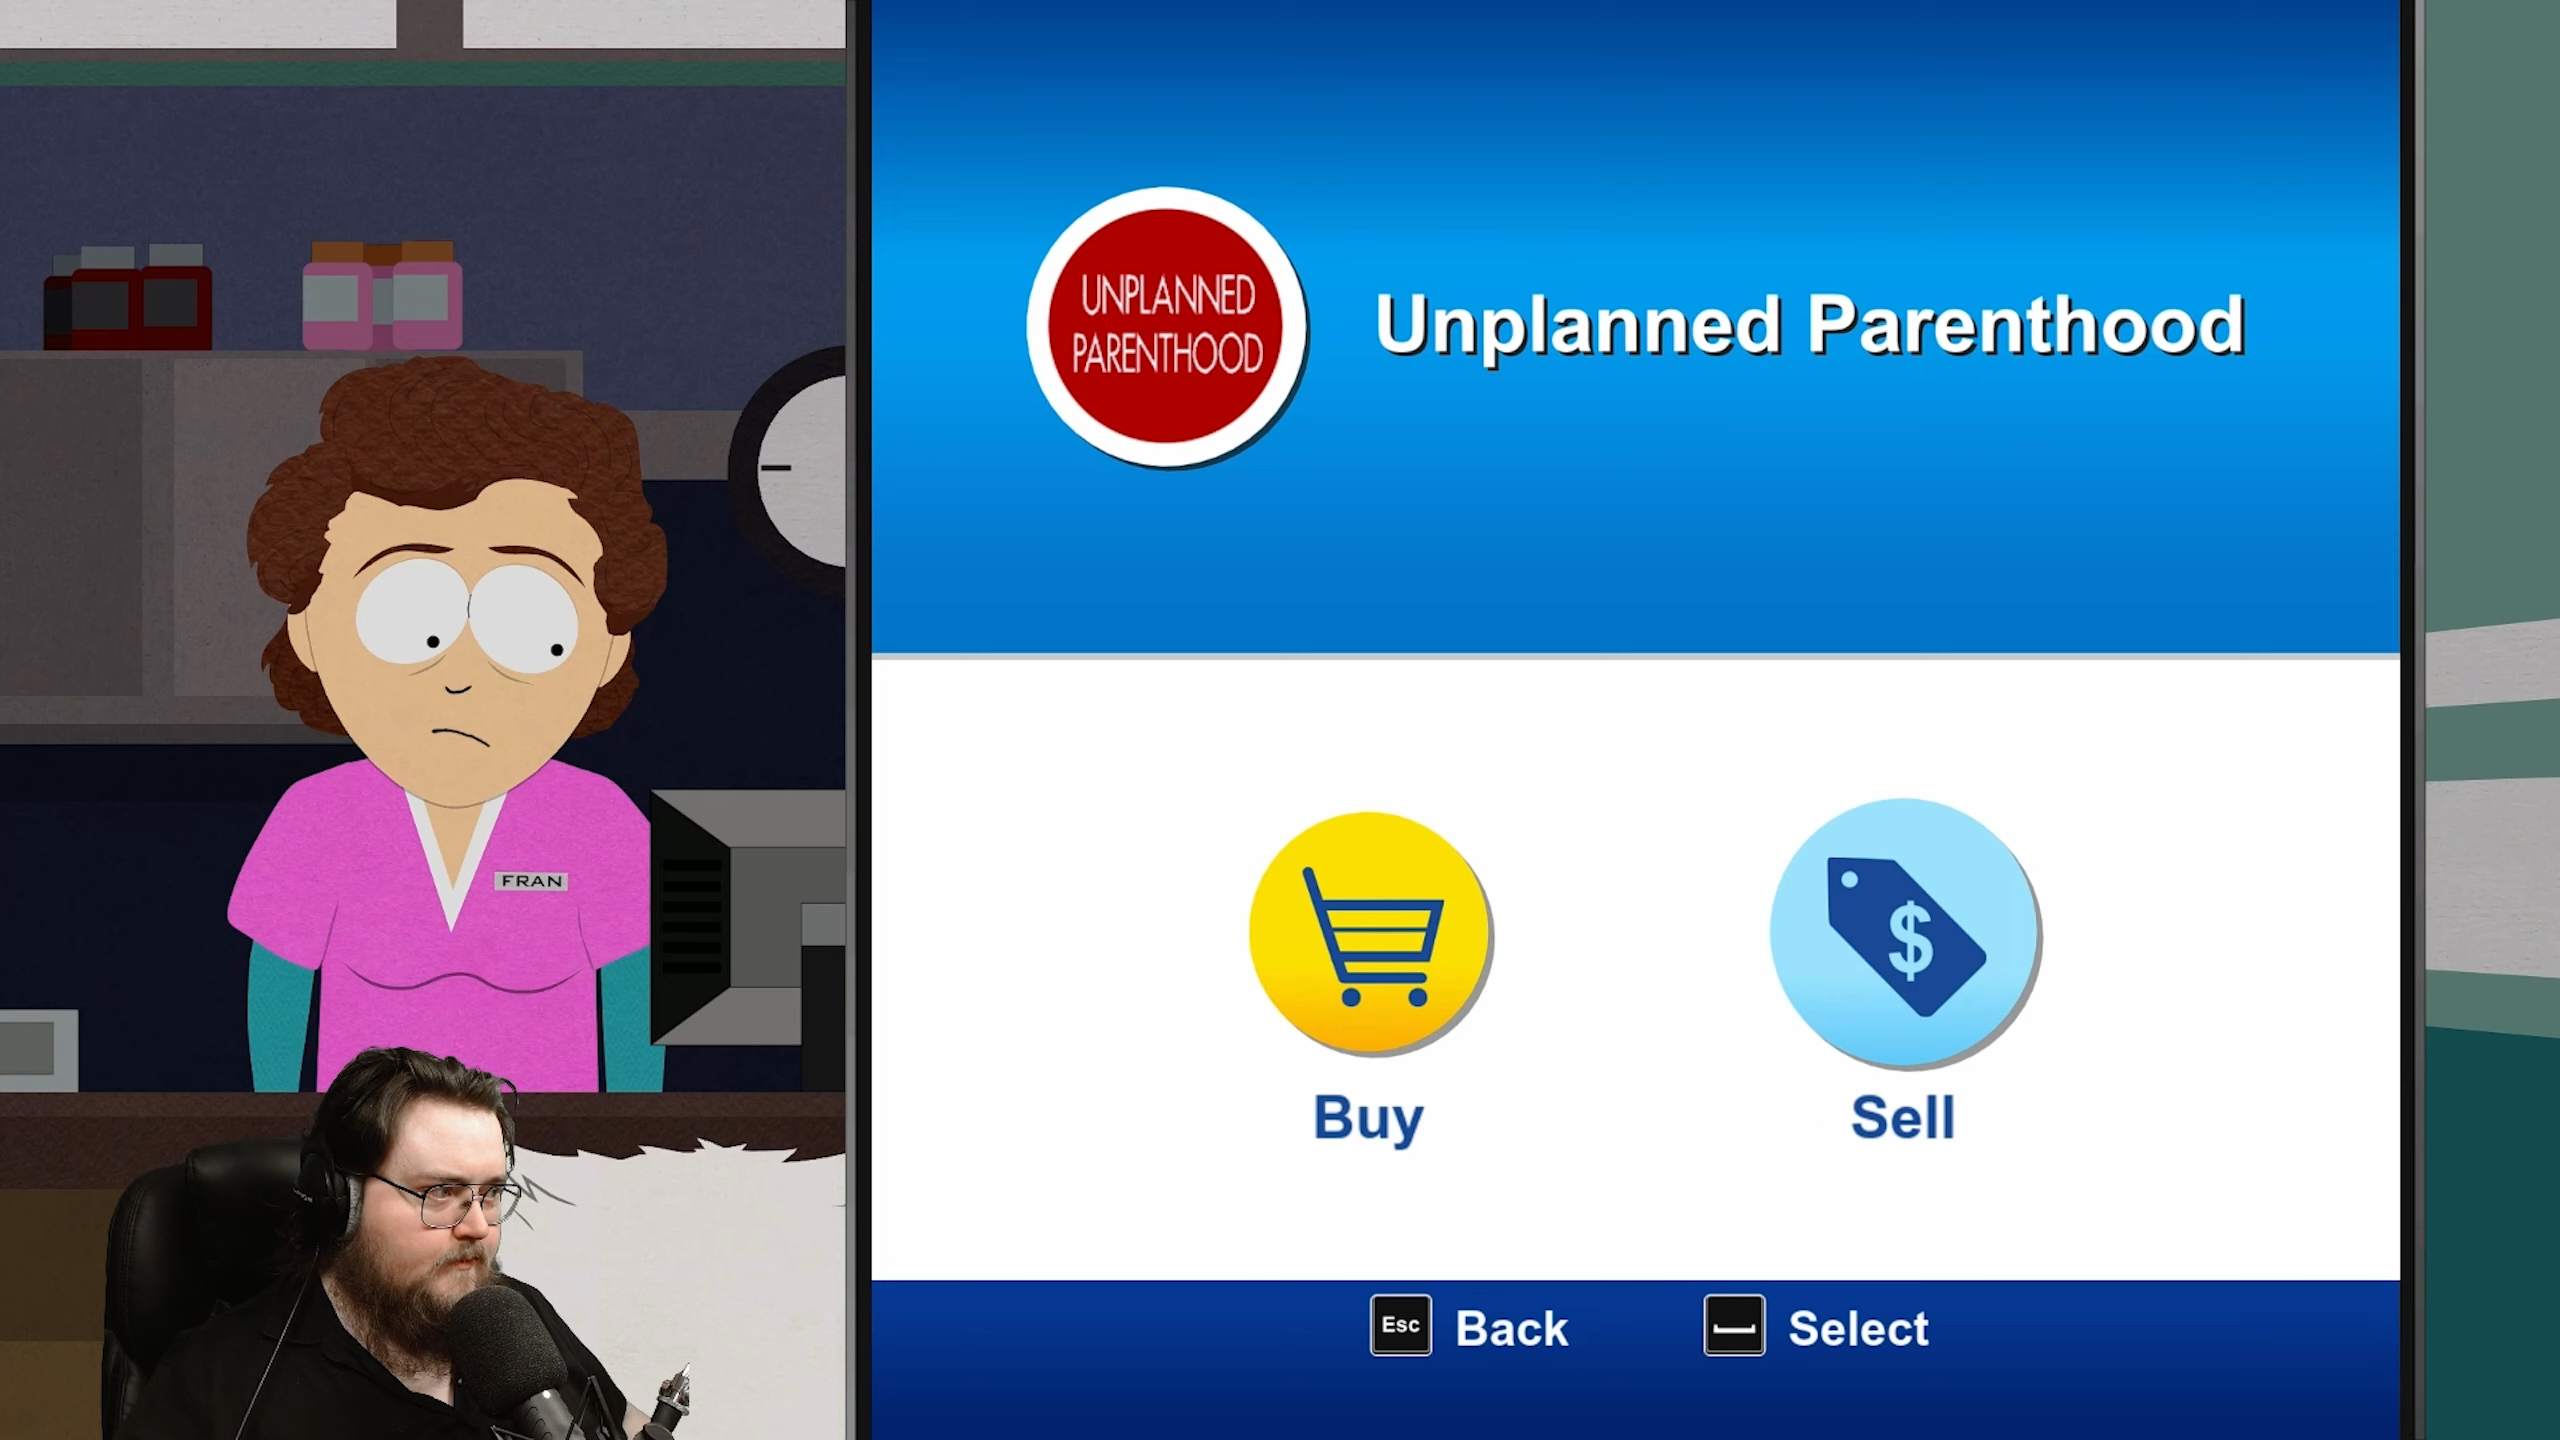 UNPLANNED
PARENTHOOD
Unplanned Parenthood
FRAN
$
Buy
Sell
Esc Back
Select